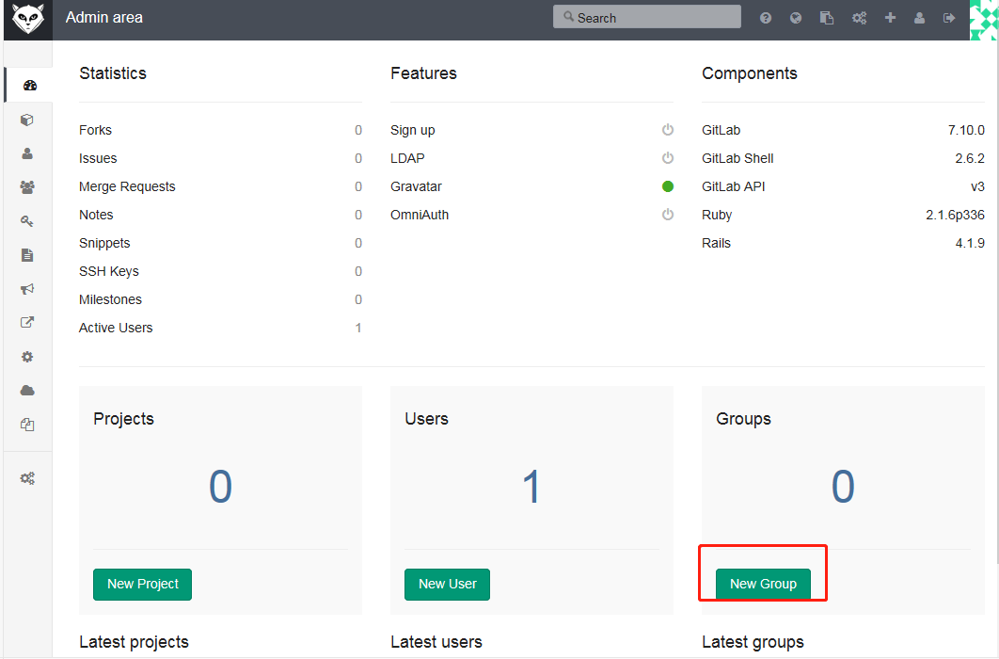 Admin area
Search
Statistics
Forks 0
Issues 0
Merge Requests 0
Notes 0
Snippets 0
SSH Keys 0
Milestones 0
Active Users 1
Features
Sign up
LDAP
Gravatar
OmniAuth
Components
GitLab 7.10.0
GitLab Shell 2.6.2
GitLab API v3
Ruby 2.1.6p336
Rails 4.1.9
Projects
0
New Project
Users
1
New User
Groups
0
New Group
Latest projects
Latest users
Latest groups